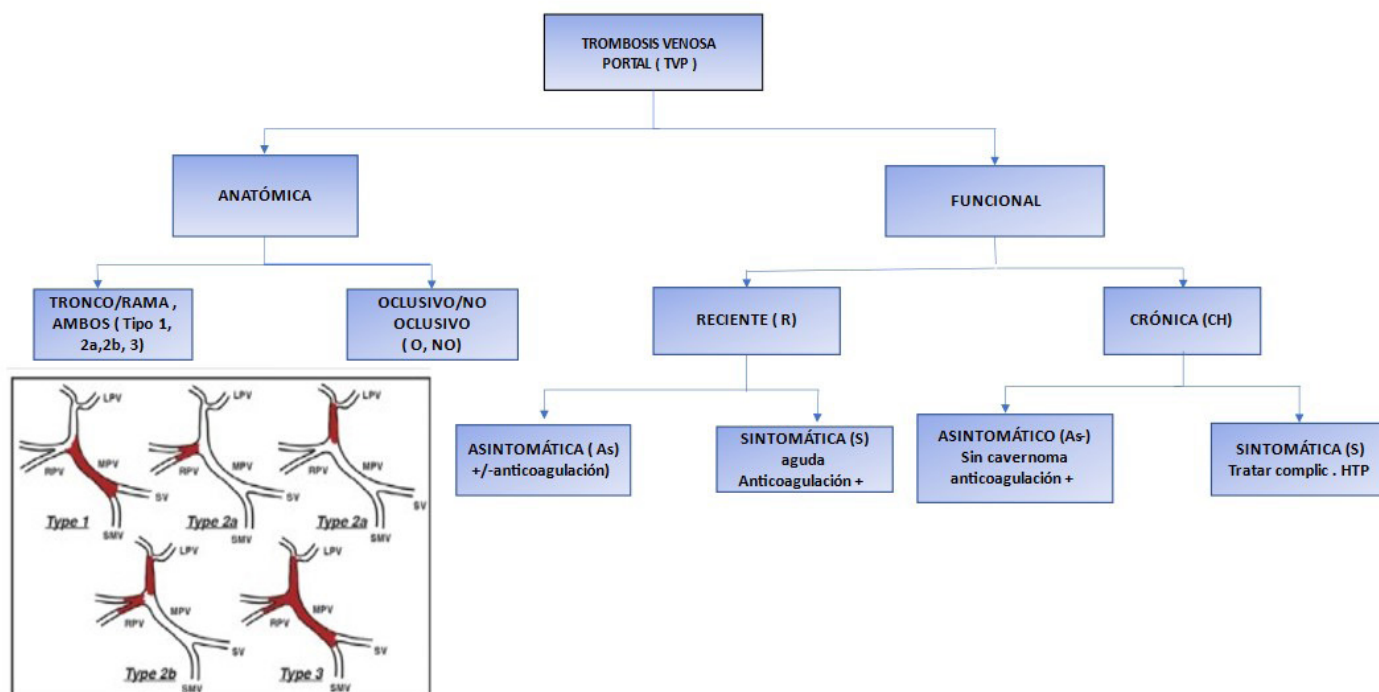 TROMBOSIS VENOSA
PORTAL ( TVP )
ANATÓMICA
FUNCIONAL
TRONCO/RAMA ,
AMBOS ( Tipo 1,
2a,2b, 3)
OCLUSIVO/NO
OCLUSIVO
( O, NO)
RECIENTE ( R)
CRÓNICA (CH)
ASINTOMÁTICA ( As)
+/-anticoagulación)
SINTOMÁTICA (S)
aguda
Anticoagulación +
ASINTOMÁTICO (As-)
Sin cavernoma
anticoagulación +
SINTOMÁTICA (S)
Tratar complic . HTP
LPV
RPV
MPV
SV
SMV
Type 1
LPV
RPV
MPV
SV
SMV
Type 2a
LPV
RPV
MPV
SV
SMV
Type 2a
LPV
RPV
MPV
SV
SMV
Type 2b
LPV
RPV
MPV
SV
SMV
Type 3